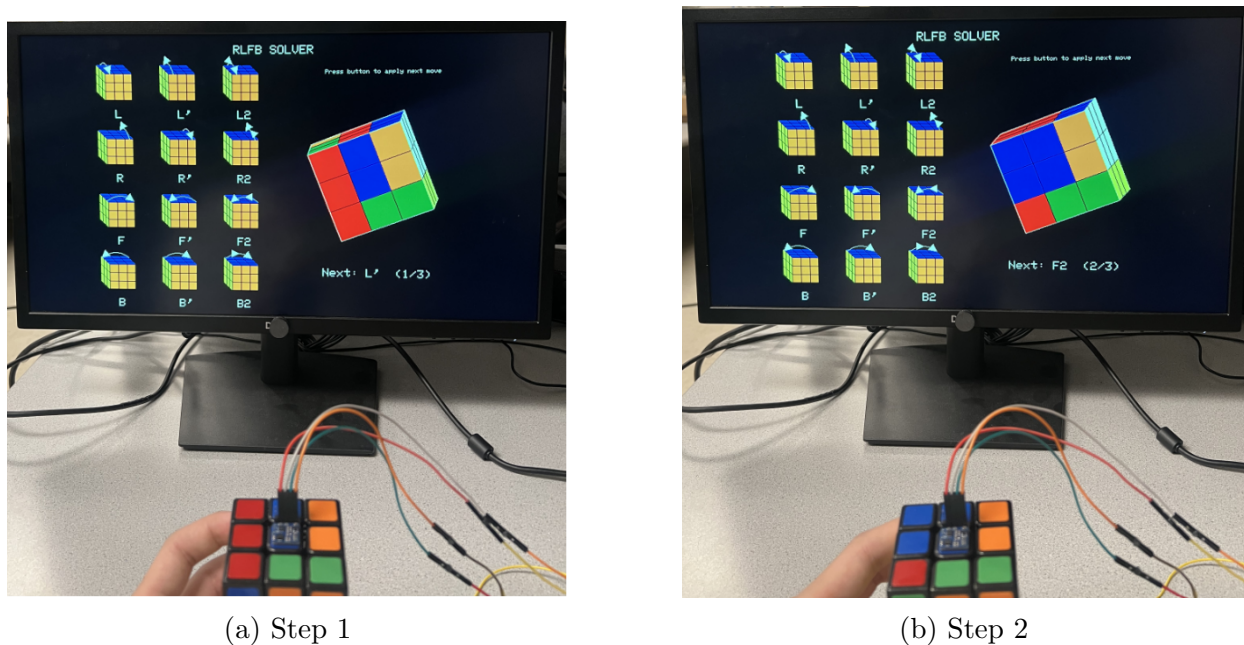 RLFB SOLVER
Press button to apply next move
L L' L2
R R' R2
F F' F2
B B' B2
Next: L' (1/3)
RLFB SOLVER
Press button to apply next move
L L' L2
R R' R2
F F' F2
B B' B2
Next: F2 (2/3)
(a) Step 1
(b) Step 2